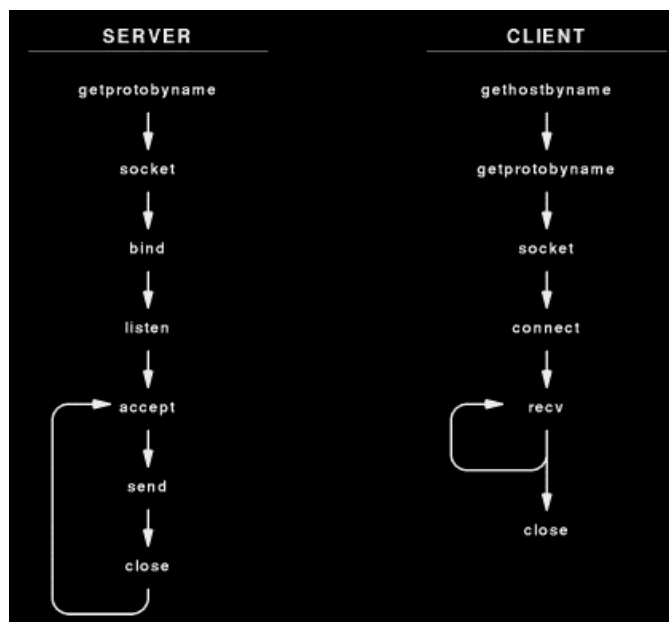 SERVER
getprotobyname
socket
bind
listen
accept
send
close
CLIENT
gethostbyname
getprotobyname
socket
connect
recv
close